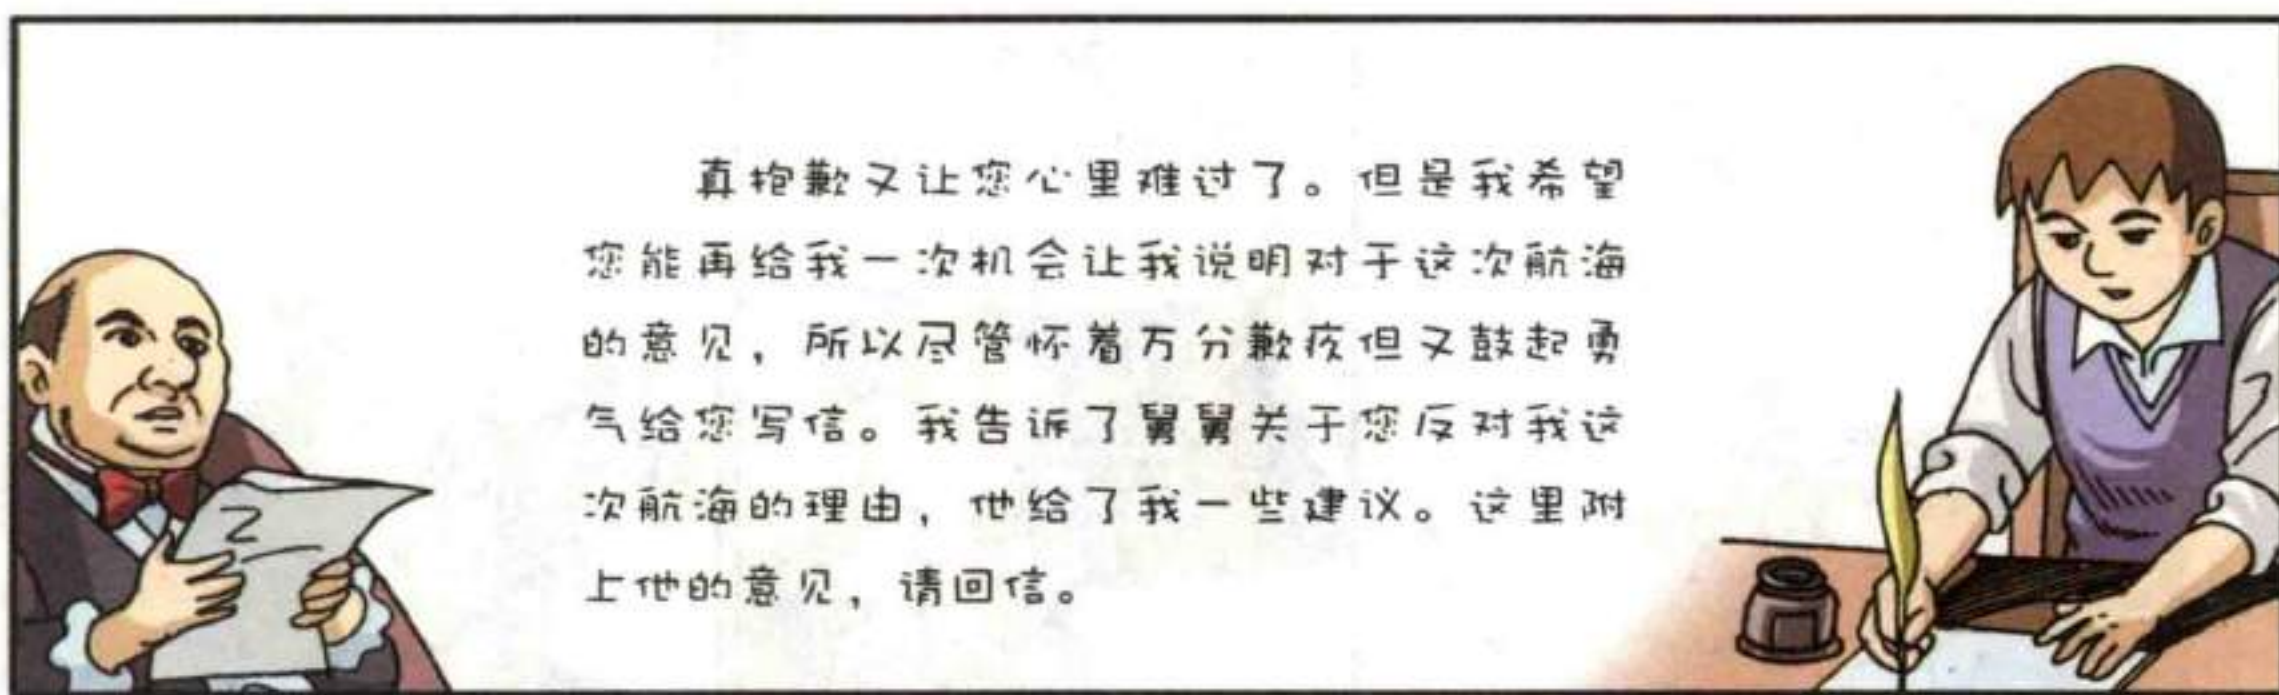 真抱歉又让您心里难过了。但是我希望
您能再给我一次机会让我说明对于这次航海
的意见，所以尽管怀着万分歉疚但又鼓起勇
气给您写信。我告诉了舅舅关于您反对我这
次航海的理由，他给了我一些建议。这里附
上他的意见，请回信。